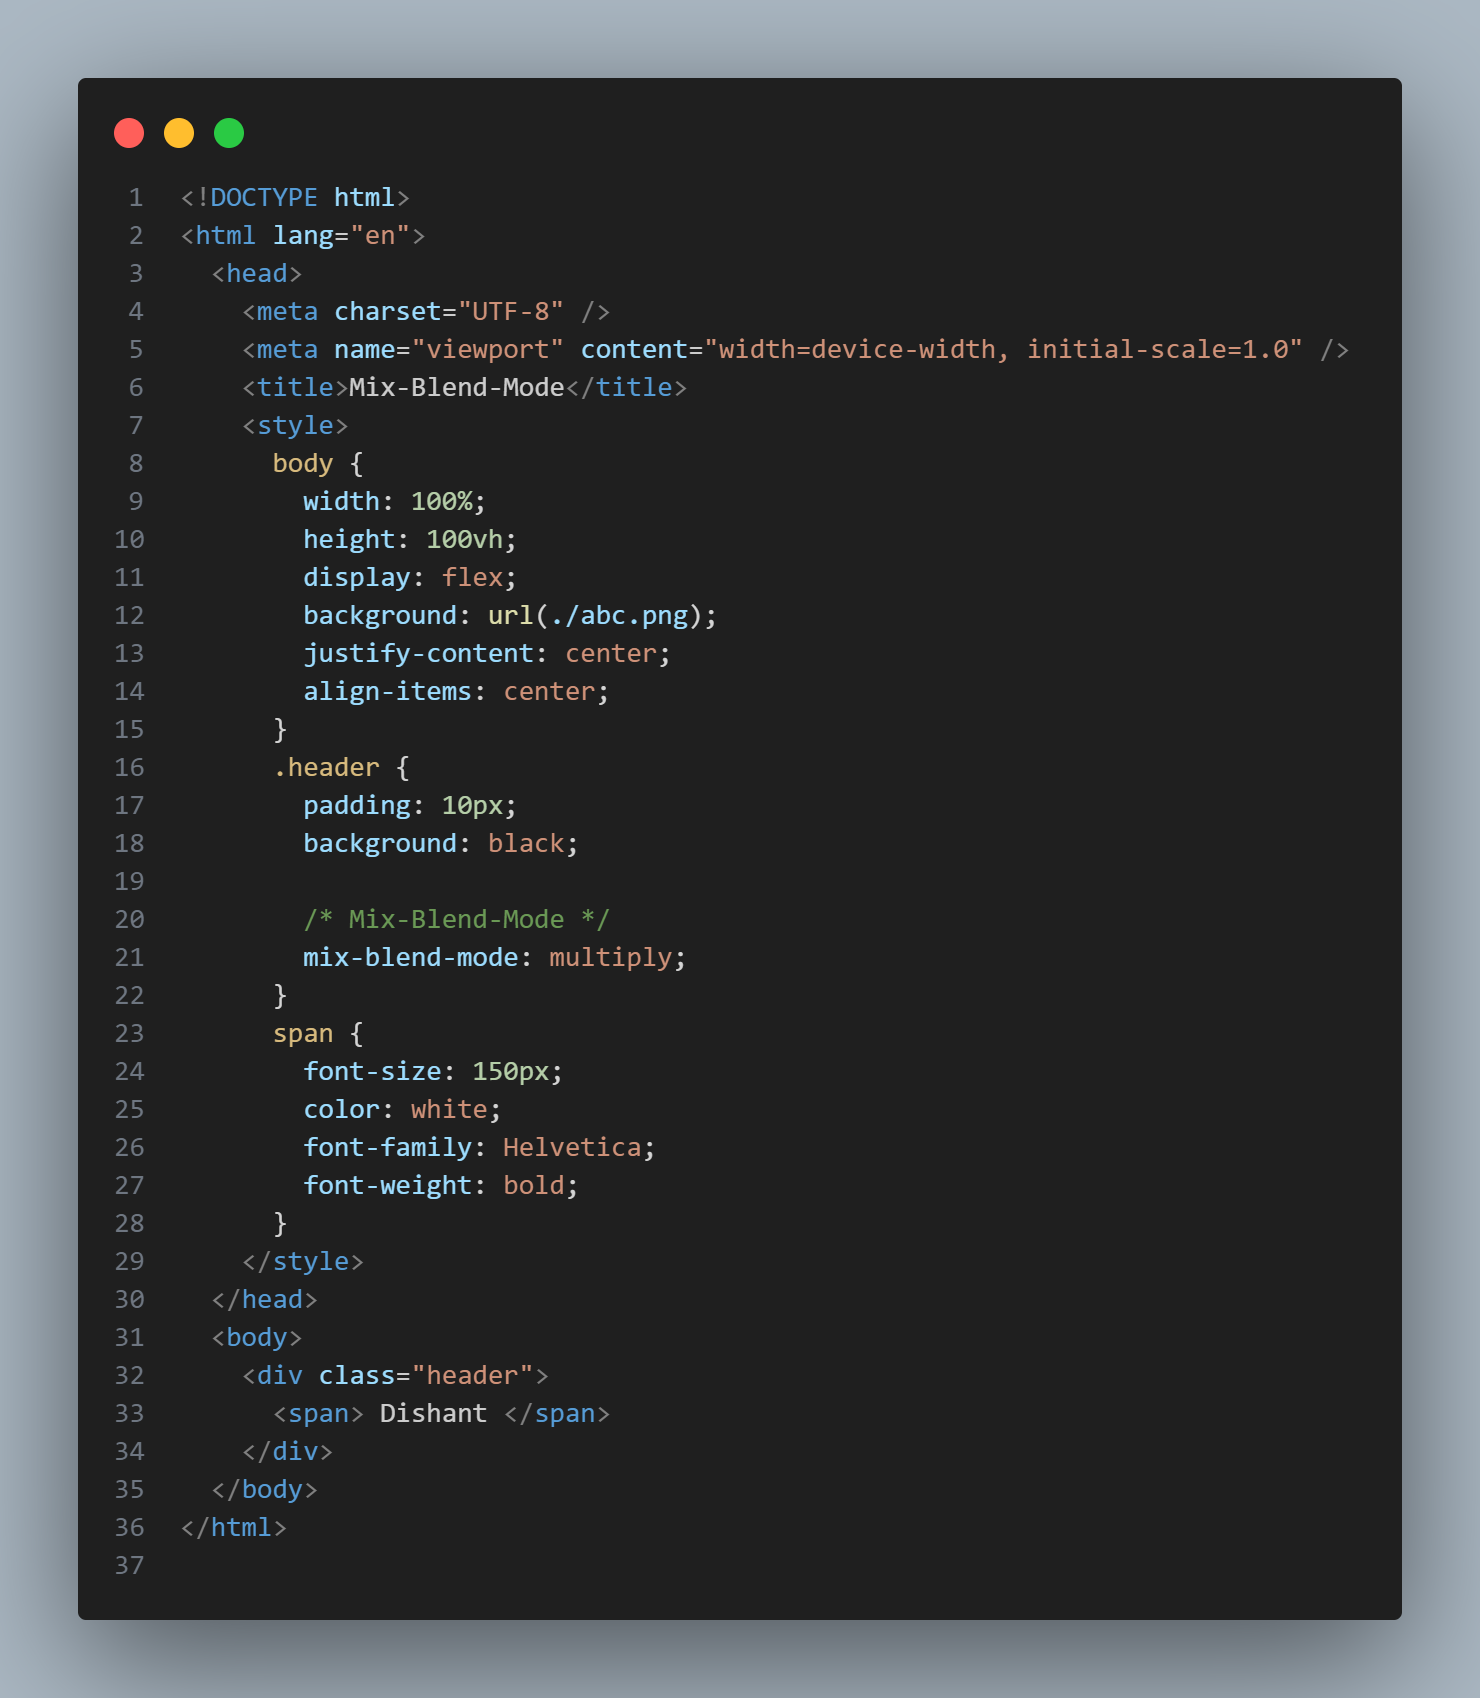 1 <!DOCTYPE html>
2 <html lang="en">
3   <head>
4     <meta charset="UTF-8" />
5     <meta name="viewport" content="width=device-width, initial-scale=1.0" />
6     <title>Mix-Blend-Mode</title>
7     <style>
8       body {
9         width: 100%;
10         height: 100vh;
11         display: flex;
12         background: url(./abc.png);
13         justify-content: center;
14         align-items: center;
15       }
16       .header {
17         padding: 10px;
18         background: black;
19
20         /* Mix-Blend-Mode */
21         mix-blend-mode: multiply;
22       }
23       span {
24         font-size: 150px;
25         color: white;
26         font-family: Helvetica;
27         font-weight: bold;
28       }
29     </style>
30   </head>
31   <body>
32     <div class="header">
33       <span> Dishant </span>
34     </div>
35   </body>
36 </html>
37